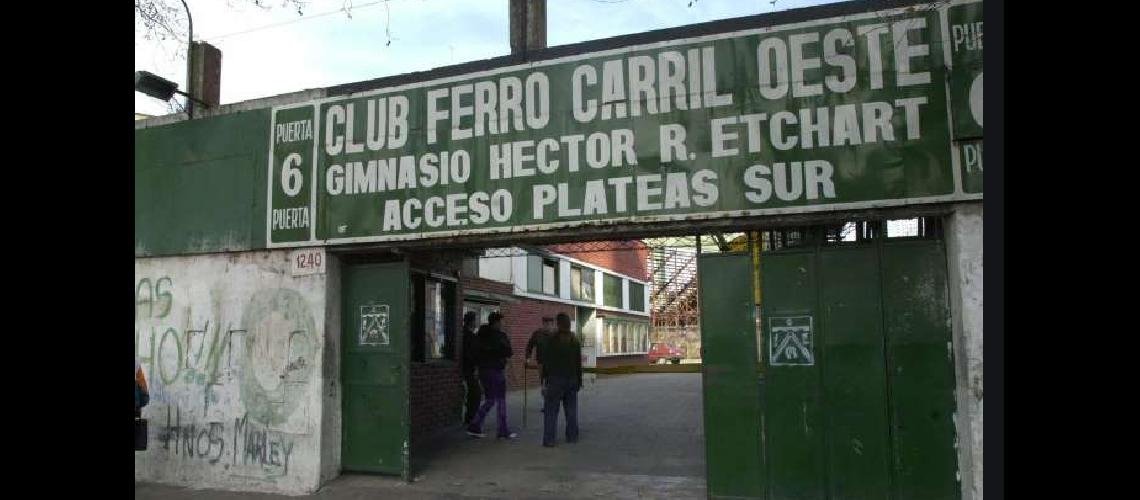 PUERTA
6
PUERTA
CLUB FERRO CARRIL OESTE
GIMNASIO HECTOR R. ETCHART
ACCESO PLATEAS SUR
1240
HNOS. MARLEY